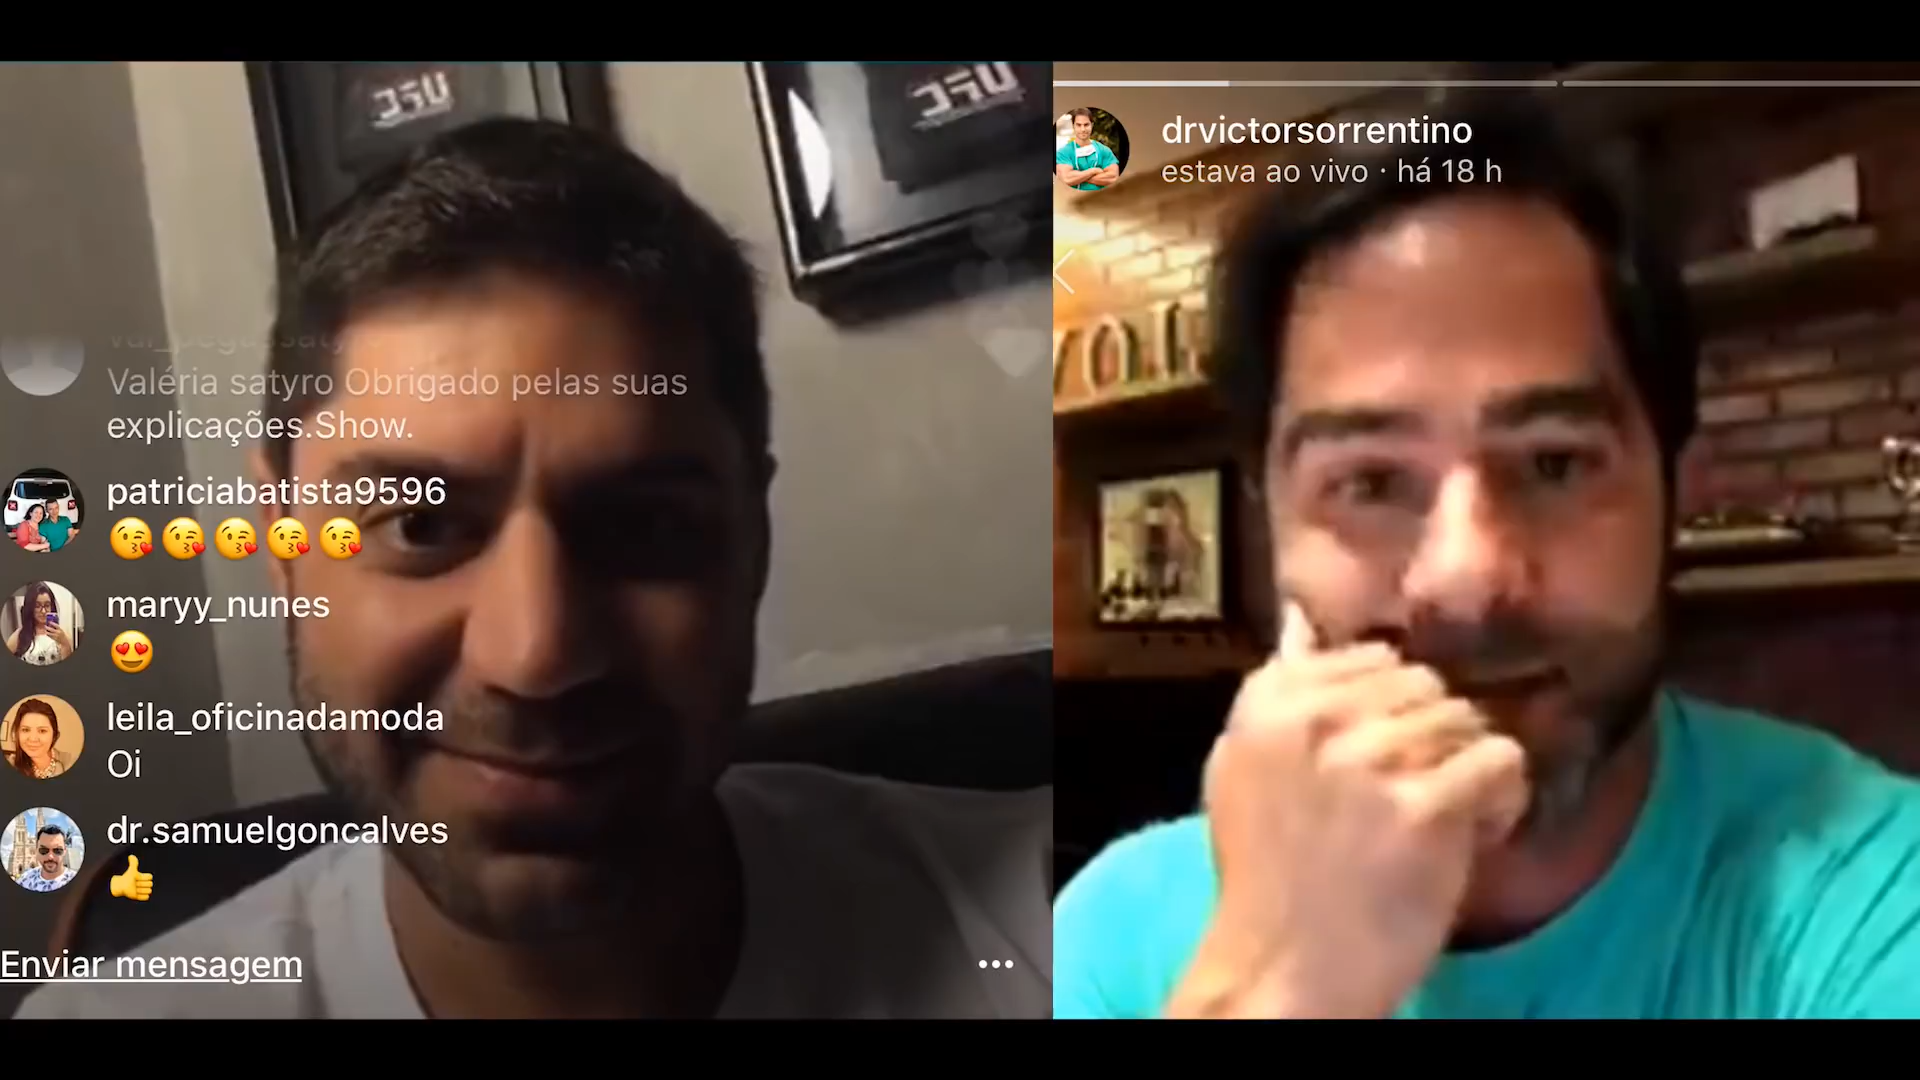 drvictorsorrentino
estava ao vivo · há 18 h
Valéria satyro Obrigado pelas suas
explicações.Show.
patriciabatista9596
😘😘😘😘😘
maryy_nunes
😍
leila_oficinadamoda
Oi
dr.samuelgoncalves
👍
Enviar mensagem